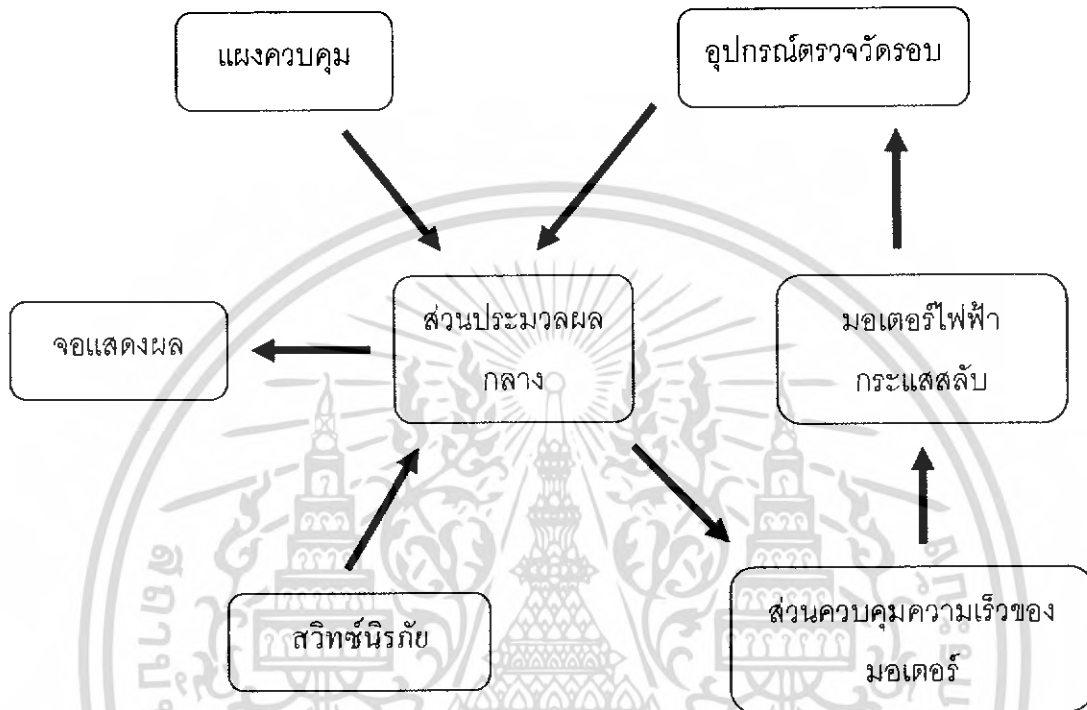 แผงควบคุม
อุปกรณ์ตรวจวัดรอบ
จอแสดงผล
ส่วนประมวลผล
กลาง
มอเตอร์ไฟฟ้า
กระแสสลับ
สวิทซ์นิรภัย
ส่วนควบคุมความเร็วของ
มอเตอร์